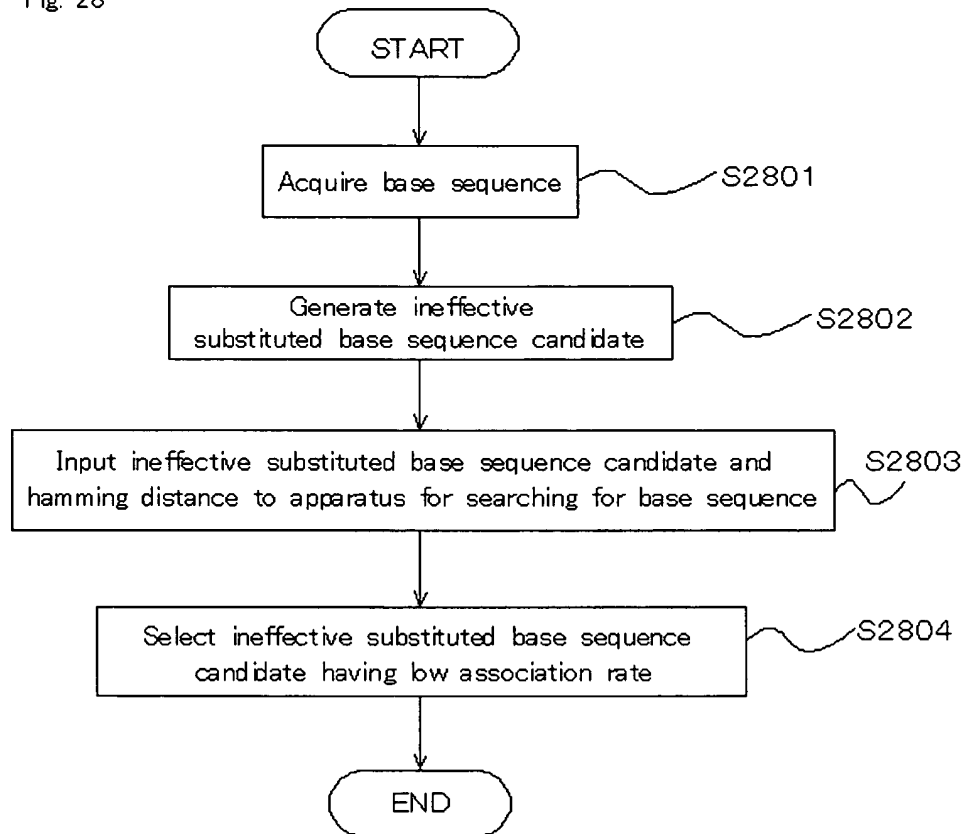 Fig. 28
START
Acquire base sequence
S2801
Generate ineffective
substituted base sequence candidate
S2802
Input ineffective substituted base sequence candidate and
hamming distance to apparatus for searching for base sequence
S2803
Select ineffective substituted base sequence
candidate having low association rate
S2804
END